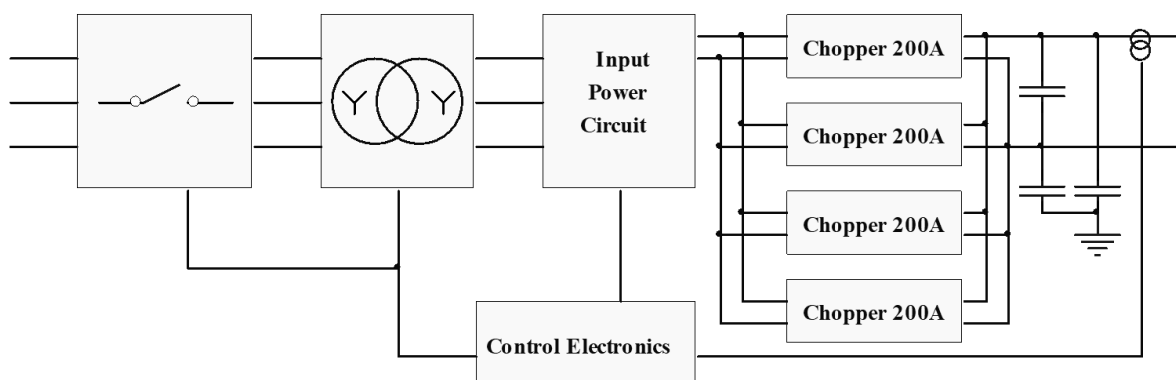 Input
Power
Circuit
Chopper 200A
Chopper 200A
Chopper 200A
Chopper 200A
Control Electronics